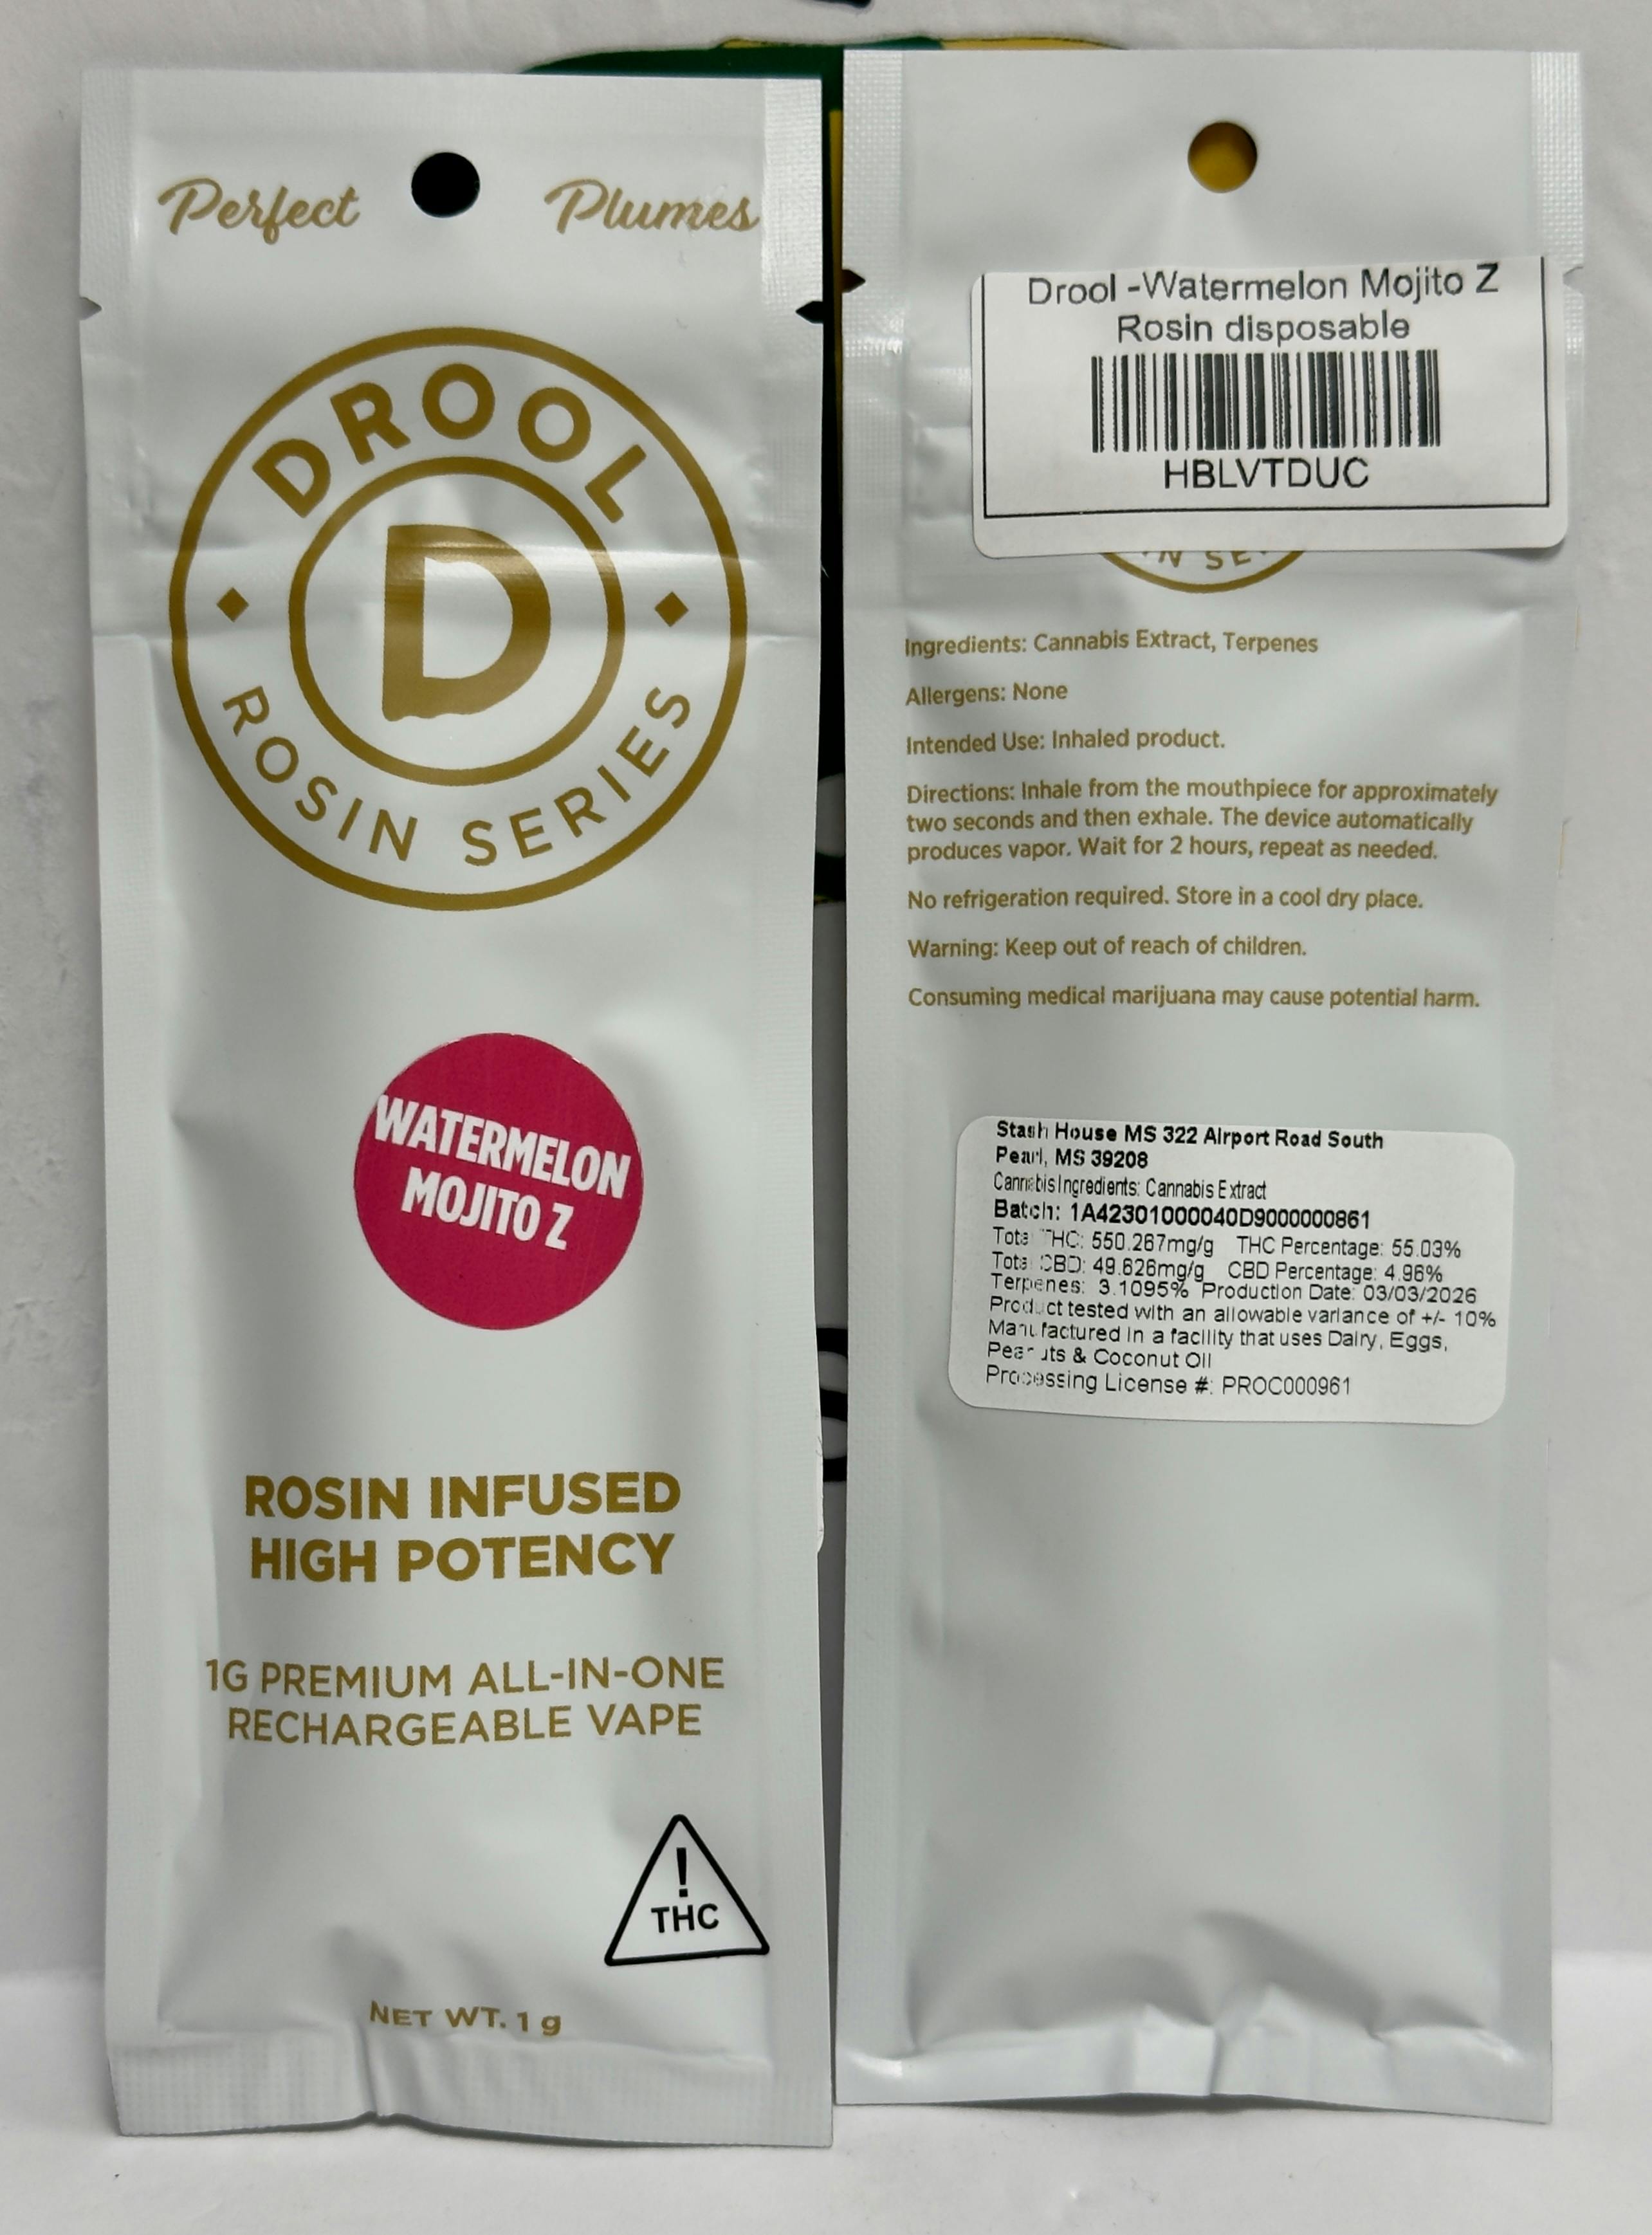 Perfect Plumes
DROOL
D
ROSIN SERIES
WATERMELON
MOJITO Z
ROSIN INFUSED
HIGH POTENCY
1G PREMIUM ALL-IN-ONE
RECHARGEABLE VAPE
!
THC
NET WT. 1 g
Drool -Watermelon Mojito Z
Rosin disposable
HBLVTDUC
IN SE
Ingredients: Cannabis Extract, Terpenes
Allergens: None
Intended Use: Inhaled product.
Directions: Inhale from the mouthpiece for approximately
two seconds and then exhale. The device automatically
produces vapor. Wait for 2 hours, repeat as needed.
No refrigeration required. Store in a cool dry place.
Warning: Keep out of reach of children.
Consuming medical marijuana may cause potential harm.
Stash House MS 322 Airport Road South
Pearl, MS 39208
Cannabis Ingredients: Cannabis Extract
Batch: 1A42301000040D9000000861
Total THC: 550.267mg/g THC Percentage: 55.03%
Total CBD: 49.626mg/g CBD Percentage: 4.96%
Terpenes: 3.1095% Production Date: 03/03/2026
Product tested with an allowable variance of +/- 10%
Manufactured in a facility that uses Dairy, Eggs,
Peanuts & Coconut Oil
Processing License #: PROC000961